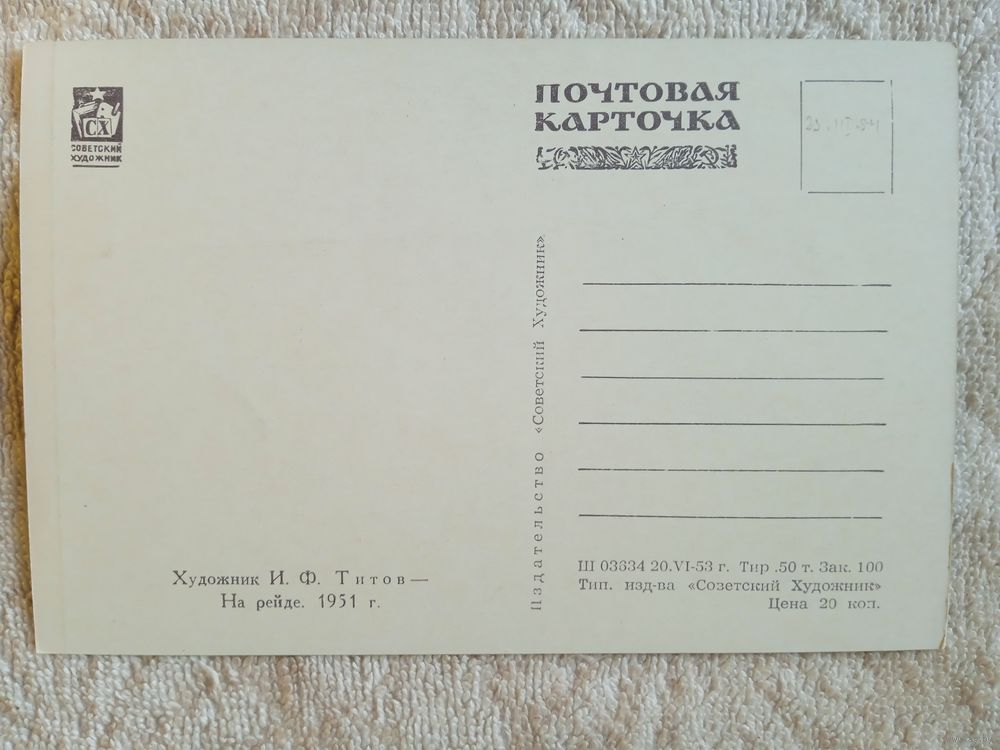 СХ
СОВЕТСКИЙ
ХУДОЖНИК
ПОЧТОВАЯ
КАРТОЧКА
Издательство «Советский Художник»
Художник И. Ф. Титов —
На рейде. 1951 г.
Ш 03634 20.VI-53 г. Тир .50 т. Зак. 100
Тип. изд-ва «Советский Художник»
Цена 20 коп.